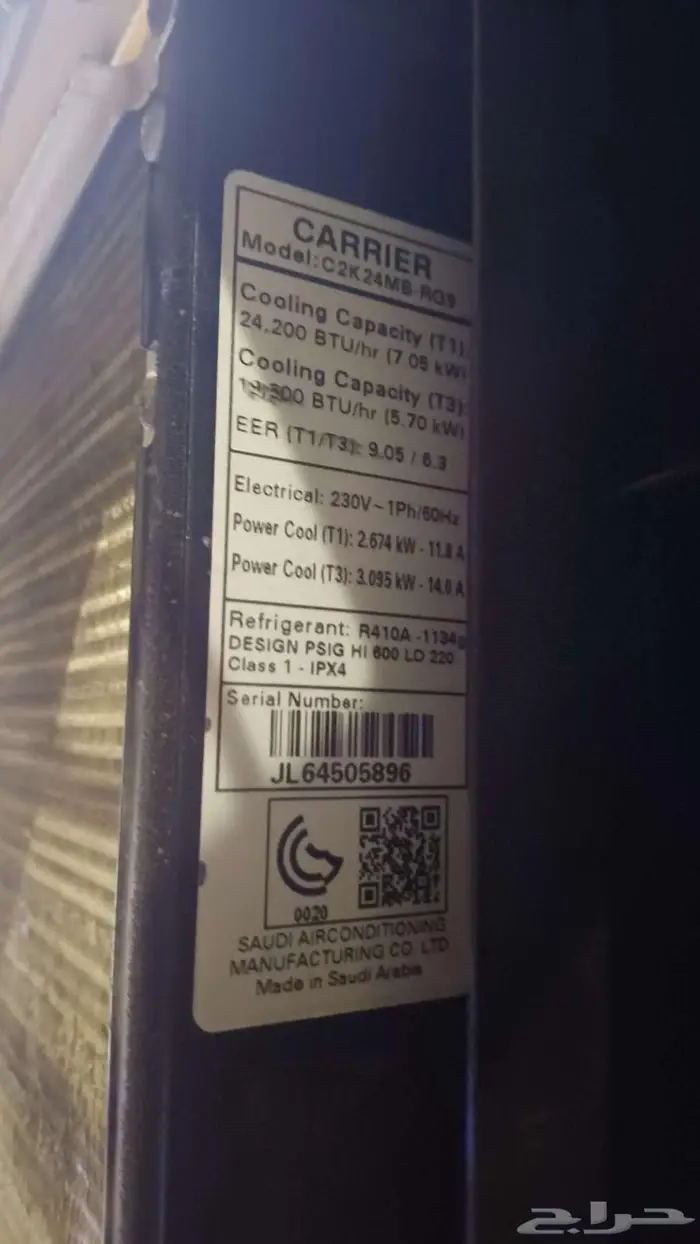 CARRIER
Model: C2K24MB-RG9
Cooling Capacity (T1):
24,200 BTU/hr (7.05 kW)
Cooling Capacity (T3):
BTU/hr (5.70 kW)
EER (T1/T3): 9.05 / 6.3
Electrical: 230V~1Ph/60Hz
Power Cool (T1): 2.674 kW - 11.8 A
Power Cool (T3): 3.095 kW - 14.0 A
Refrigerant: R410A -1134g
DESIGN PSIG HI 600 LO 220
Class 1 - IPX4
Serial Number:
JL64505896
0020
SAUDI AIRCONDITIONING
MANUFACTURING CO. LTD
Made in Saudi Arabia
حراج